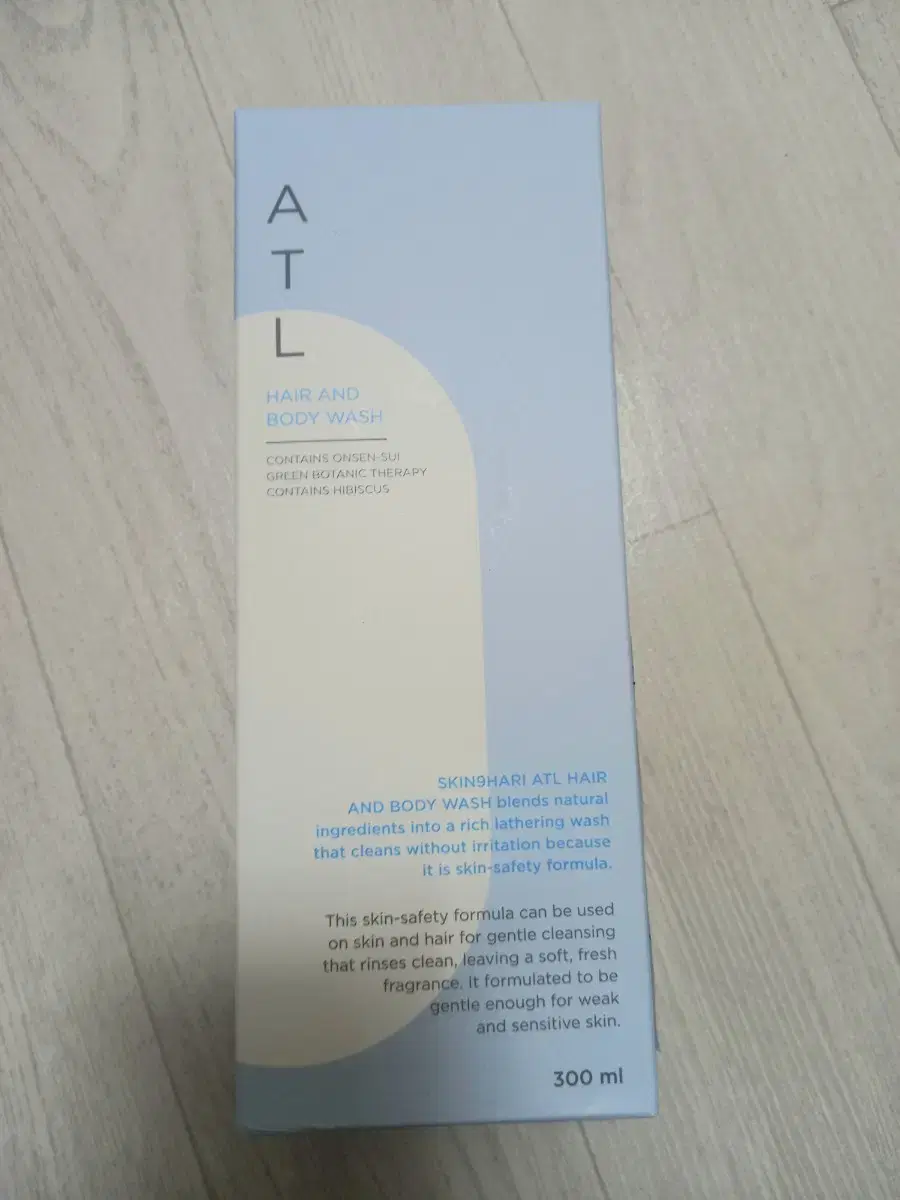 A
T
L
HAIR AND
BODY WASH
CONTAINS ONSEN-SUI
GREEN BOTANIC THERAPY
CONTAINS HIBISCUS
SKIN9HARI ATL HAIR
AND BODY WASH blends natural
ingredients into a rich lathering wash
that cleans without irritation because
it is skin-safety formula.
This skin-safety formula can be used
on skin and hair for gentle cleansing
that rinses clean, leaving a soft, fresh
fragrance. It formulated to be
gentle enough for weak
and sensitive skin.
300 ml